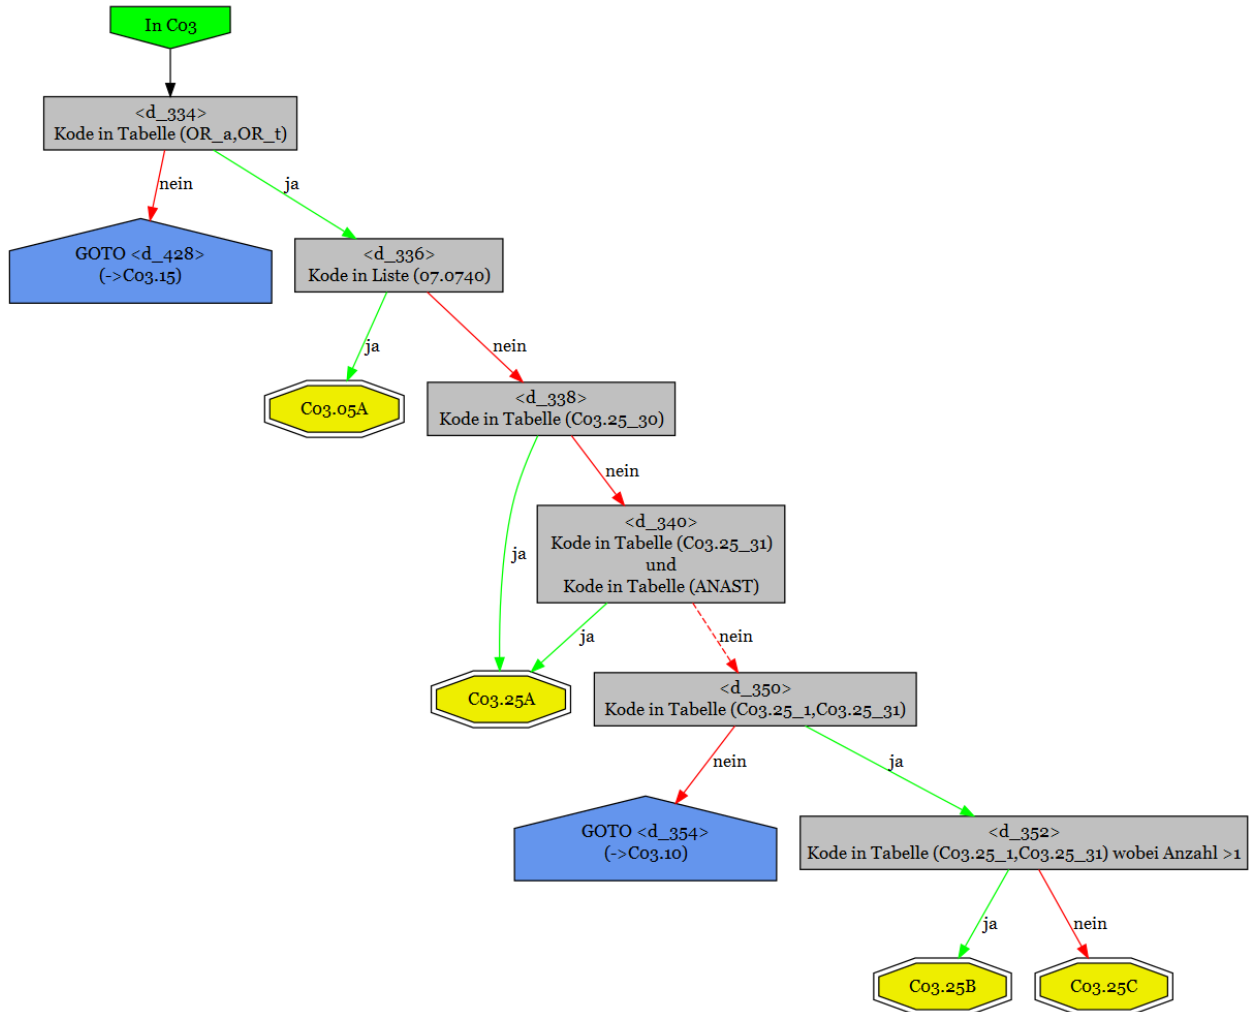 In C03
<d_334>
Kode in Tabelle (OR_a,OR_t)
nein
ja
GOTO <d_428>
(->C03.15)
<d_336>
Kode in Liste (07.0740)
ja
nein
C03.05A
<d_338>
Kode in Tabelle (C03.25_30)
nein
ja
<d_340>
Kode in Tabelle (C03.25_31)
und
Kode in Tabelle (ANAST)
ja
nein
C03.25A
<d_350>
Kode in Tabelle (C03.25_1,C03.25_31)
nein
ja
GOTO <d_354>
(->C03.10)
<d_352>
Kode in Tabelle (C03.25_1,C03.25_31) wobei Anzahl >1
ja
nein
C03.25B
C03.25C